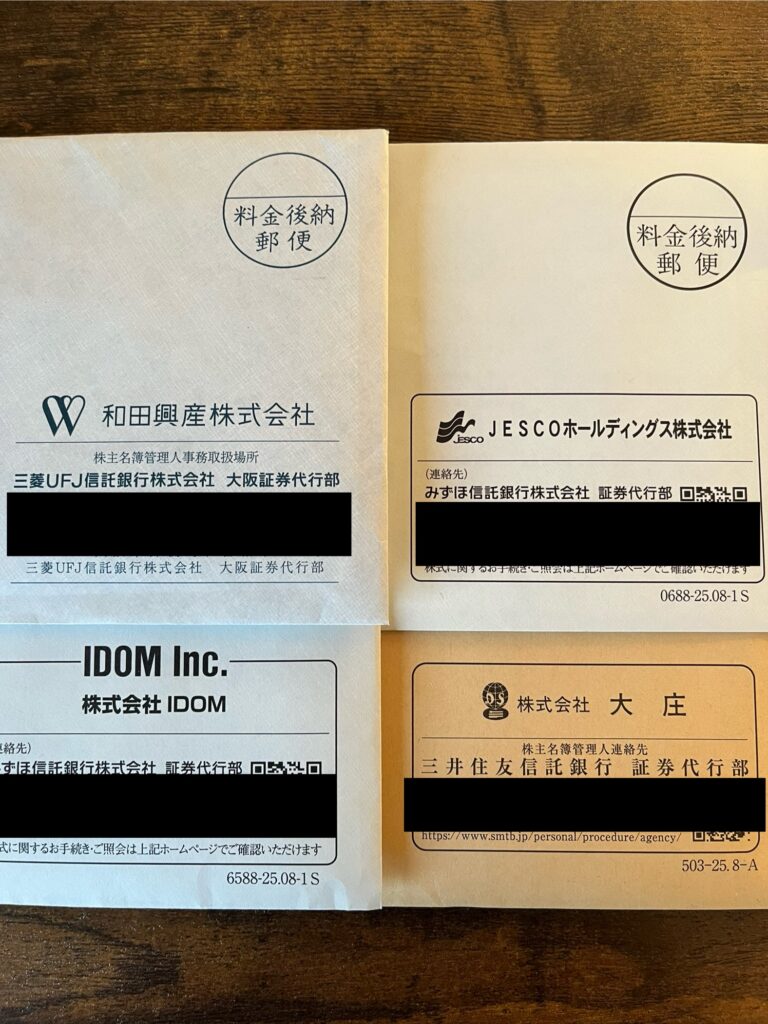 料金後納
郵便
和田興産株式会社
株主名簿管理人事務取扱場所
三菱UFJ信託銀行株式会社 大阪証券代行部
三菱UFJ信託銀行株式会社 大阪証券代行部
料金後納
郵便
Jesco
JESCOホールディングス株式会社
(連絡先)
みずほ信託銀行株式会社 証券代行部
株式に関するお手続き・ご照会は上記ホームページでご確認いただけます
0688-25.08-1S
IDOM Inc.
株式会社 IDOM
連絡先)
ずほ信託銀行株式会社 証券代行部
式に関するお手続き・ご照会は上記ホームページでご確認いただけます
6588-25.08-1S
株式会社 大庄
株主名簿管理人連絡先
三井住友信託銀行 証券代行部
https://www.smtb.jp/personal/procedure/agency/
503-25.8-A